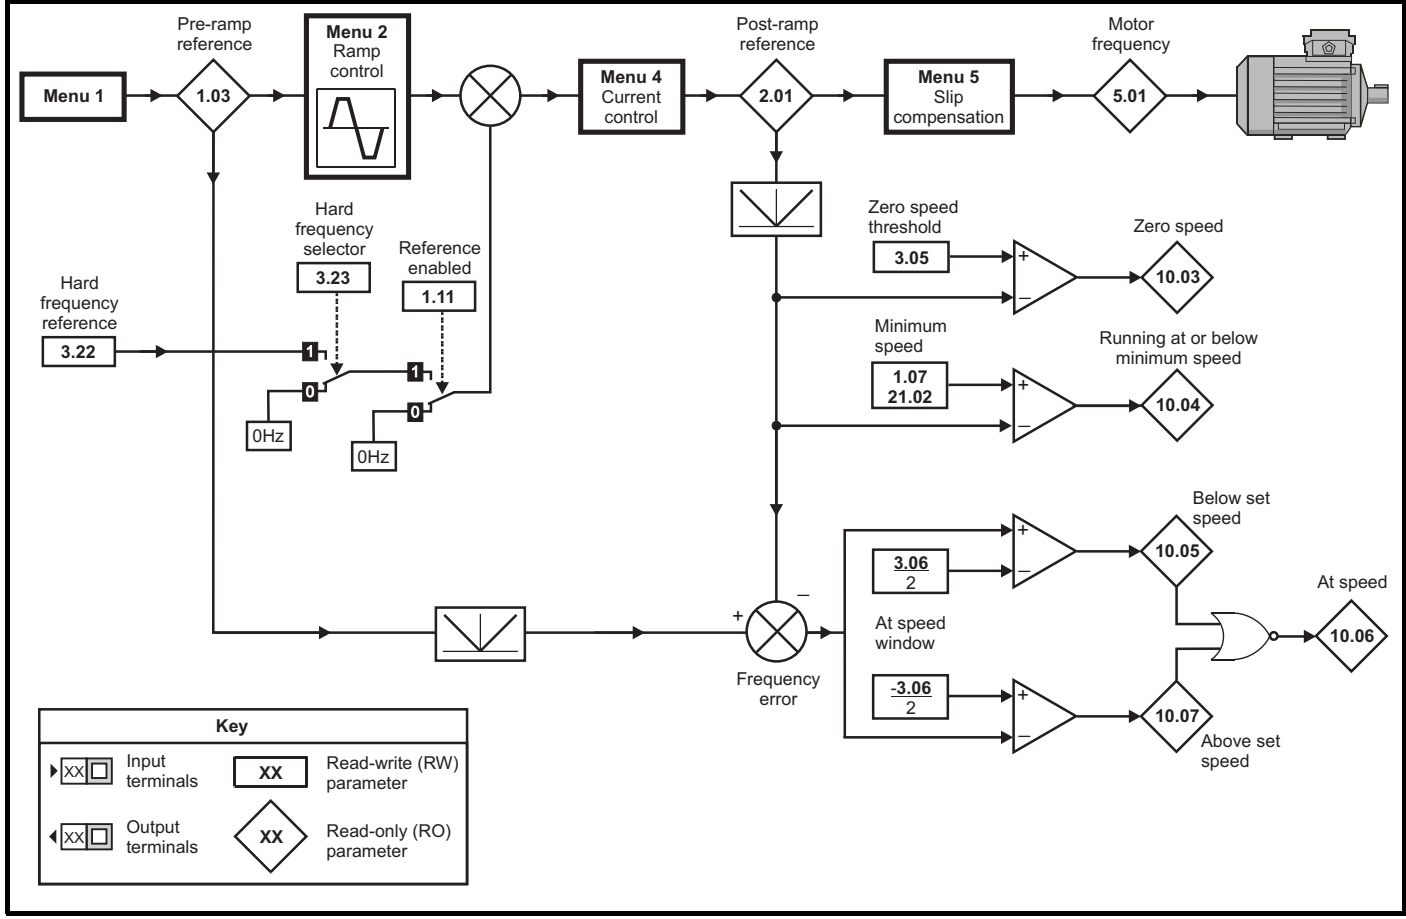 Pre-ramp
reference
Menu 2
Ramp
control
Post-ramp
reference
Motor
frequency
Menu 1
1.03
Menu 4
Current
control
2.01
Menu 5
Slip
compensation
5.01
Hard
frequency
selector
3.23
Reference
enabled
1.11
Hard
frequency
reference
3.22
1
0
0Hz
1
0
0Hz
Zero speed
threshold
3.05
+
–
Zero speed
10.03
Minimum
speed
1.07
21.02
+
–
Running at or below
minimum speed
10.04
Below set
speed
+
–
10.05
3.06
2
At speed
window
-3.06
2
+
–
10.07
Above set
speed
At speed
10.06
+
–
Frequency
error
Key
XX
Input
terminals
XX
Read-write (RW)
parameter
XX
Output
terminals
XX
Read-only (RO)
parameter